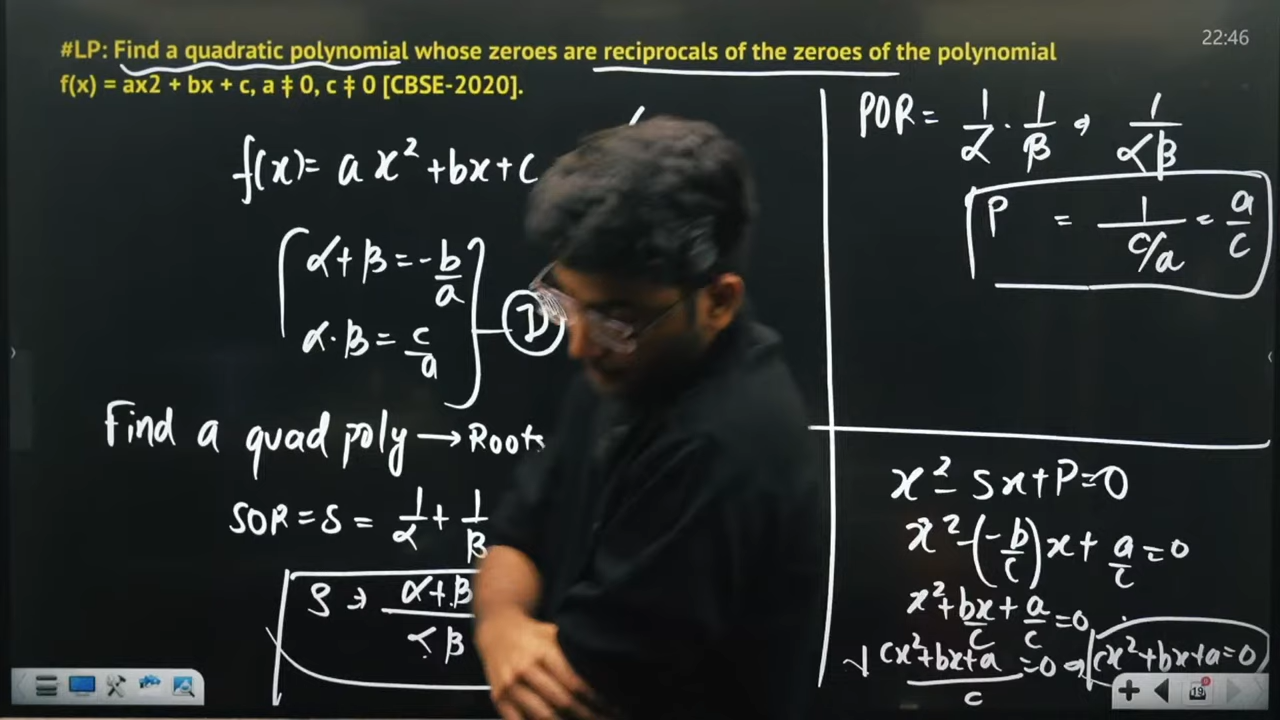 22:46
#LP: Find a quadratic polynomial whose zeroes are reciprocals of the zeroes of the polynomial
f(x) = ax2 + bx + c, a ‡ 0, c ‡ 0 [CBSE-2020].
f(x)= ax² + bx + c
α + β = -b/a
α·β = c/a
①
Find a quad poly → Roots
SOR = S = 1/α + 1/β
S ⇒ α+β/αβ
POR = 1/α · 1/β ⇒ 1/αβ
P = 1/c/a = a/c
x² - Sx + P = 0
x² - (-b/c)x + a/c = 0
x² + bx/c + a/c = 0
cx² + bx + a/c = 0 ⇒ cx² + bx + a = 0
19